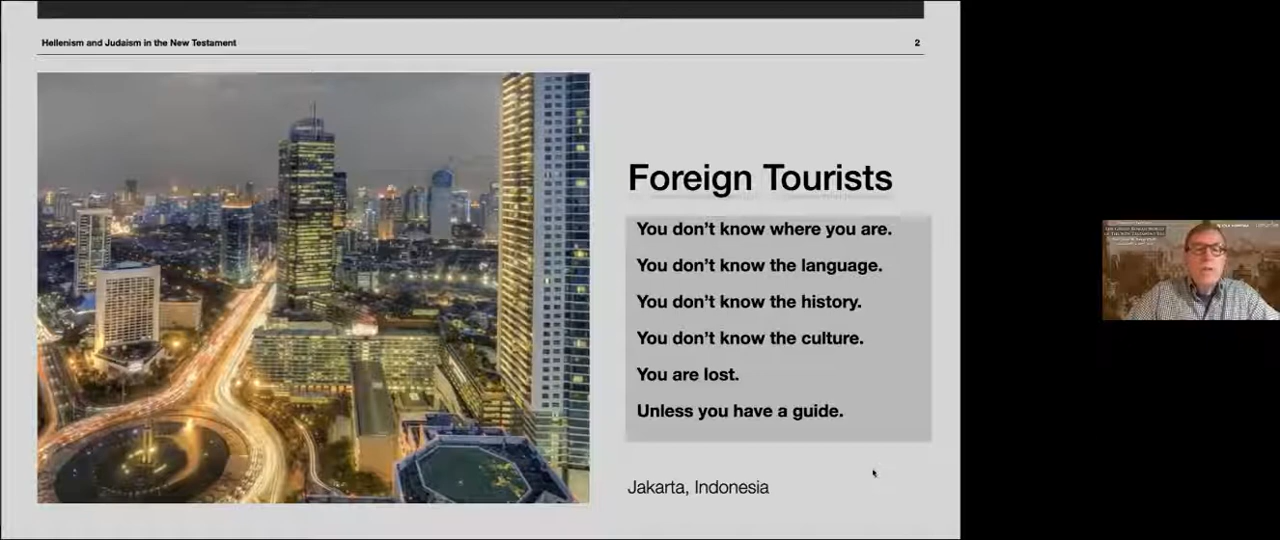 Hellenism and Judaism in the New Testament
2
Foreign Tourists
You don't know where you are.
You don't know the language.
You don't know the history.
You don't know the culture.
You are lost.
Unless you have a guide.
Jakarta, Indonesia